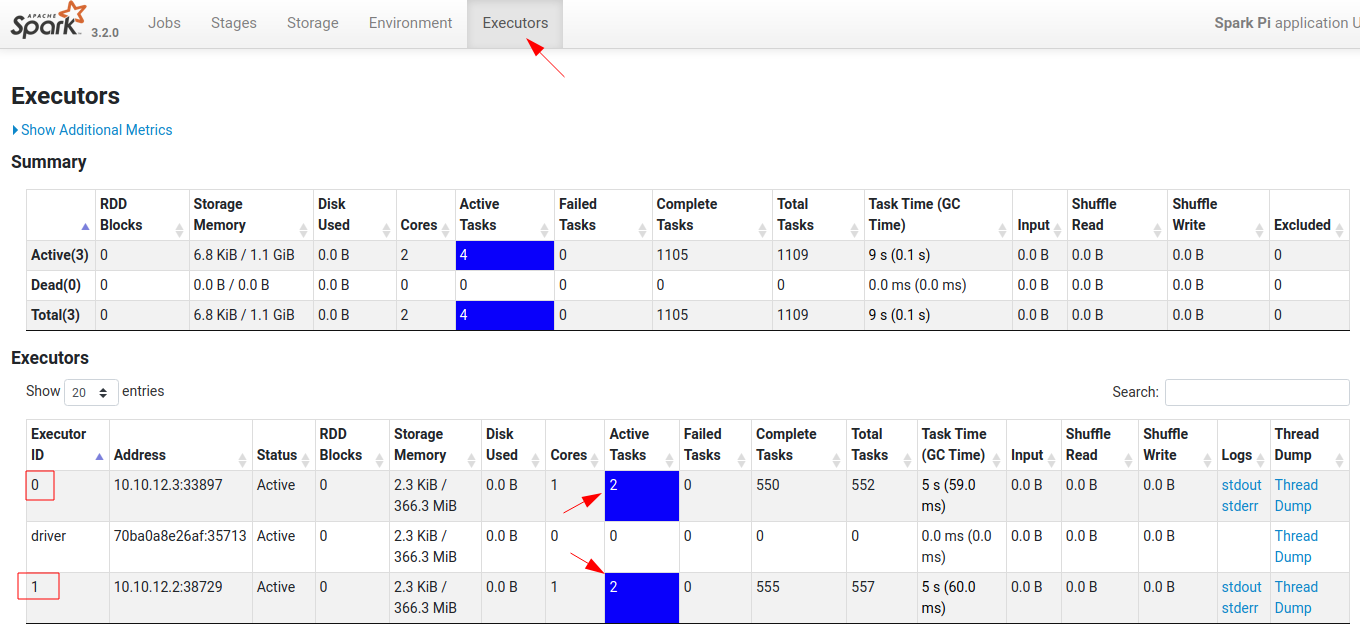 APACHE
Spark 3.2.0 Jobs Stages Storage Environment Executors Spark Pi application U
Executors
Show Additional Metrics
Summary
RDD Storage Disk Active Failed Complete Total Task Time (GC Shuffle Shuffle
Blocks Memory Used Cores Tasks Tasks Tasks Tasks Time) Input Read Write Excluded
Active(3) 0 6.8 KiB / 1.1 GiB 0.0 B 2 4 0 1105 1109 9 s (0.1 s) 0.0 B 0.0 B 0.0 B 0
Dead(0) 0 0.0 B / 0.0 B 0.0 B 0 0 0 0 0 0.0 ms (0.0 ms) 0.0 B 0.0 B 0.0 B 0
Total(3) 0 6.8 KiB / 1.1 GiB 0.0 B 2 4 0 1105 1109 9 s (0.1 s) 0.0 B 0.0 B 0.0 B 0
Executors
Show 20 entries Search:
Executor RDD Storage Disk Active Failed Complete Total Task Time Shuffle Shuffle Thread
ID Address Status Blocks Memory Used Cores Tasks Tasks Tasks Tasks (GC Time) Input Read Write Logs Dump
0 10.10.12.3:33897 Active 0 2.3 KiB / 0.0 B 1 2 0 550 552 5 s (59.0 0.0 B 0.0 B 0.0 B stdout Thread
366.3 MiB ms) stderr Dump
driver 70ba0a8e26af:35713 Active 0 2.3 KiB / 0.0 B 0 0 0 0 0 0.0 ms (0.0 0.0 B 0.0 B 0.0 B Thread
366.3 MiB ms) Dump
1 10.10.12.2:38729 Active 0 2.3 KiB / 0.0 B 1 2 0 555 557 5 s (60.0 0.0 B 0.0 B 0.0 B stdout Thread
366.3 MiB ms) stderr Dump